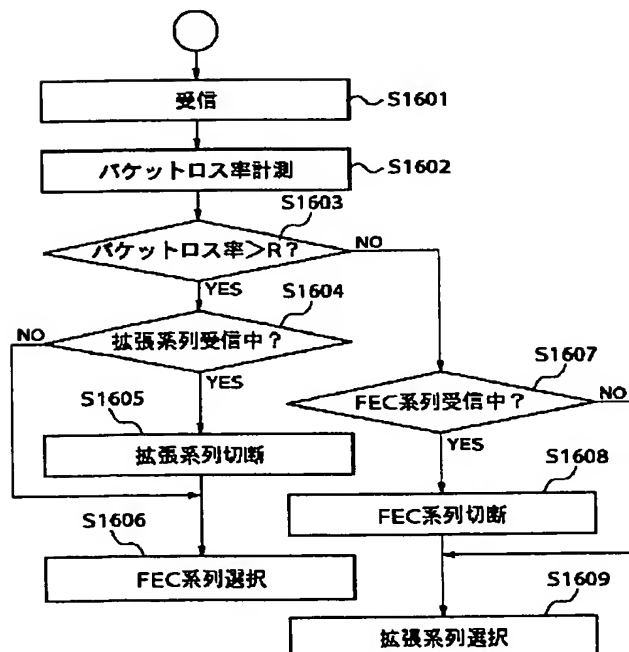 受信
S1601
パケットロス率計測
S1602
S1603
パケットロス率＞R？
NO
YES
S1604
拡張系列受信中？
NO
YES
S1605
拡張系列切断
S1606
FEC系列選択
S1607
FEC系列受信中？
NO
YES
S1608
FEC系列切断
S1609
拡張系列選択